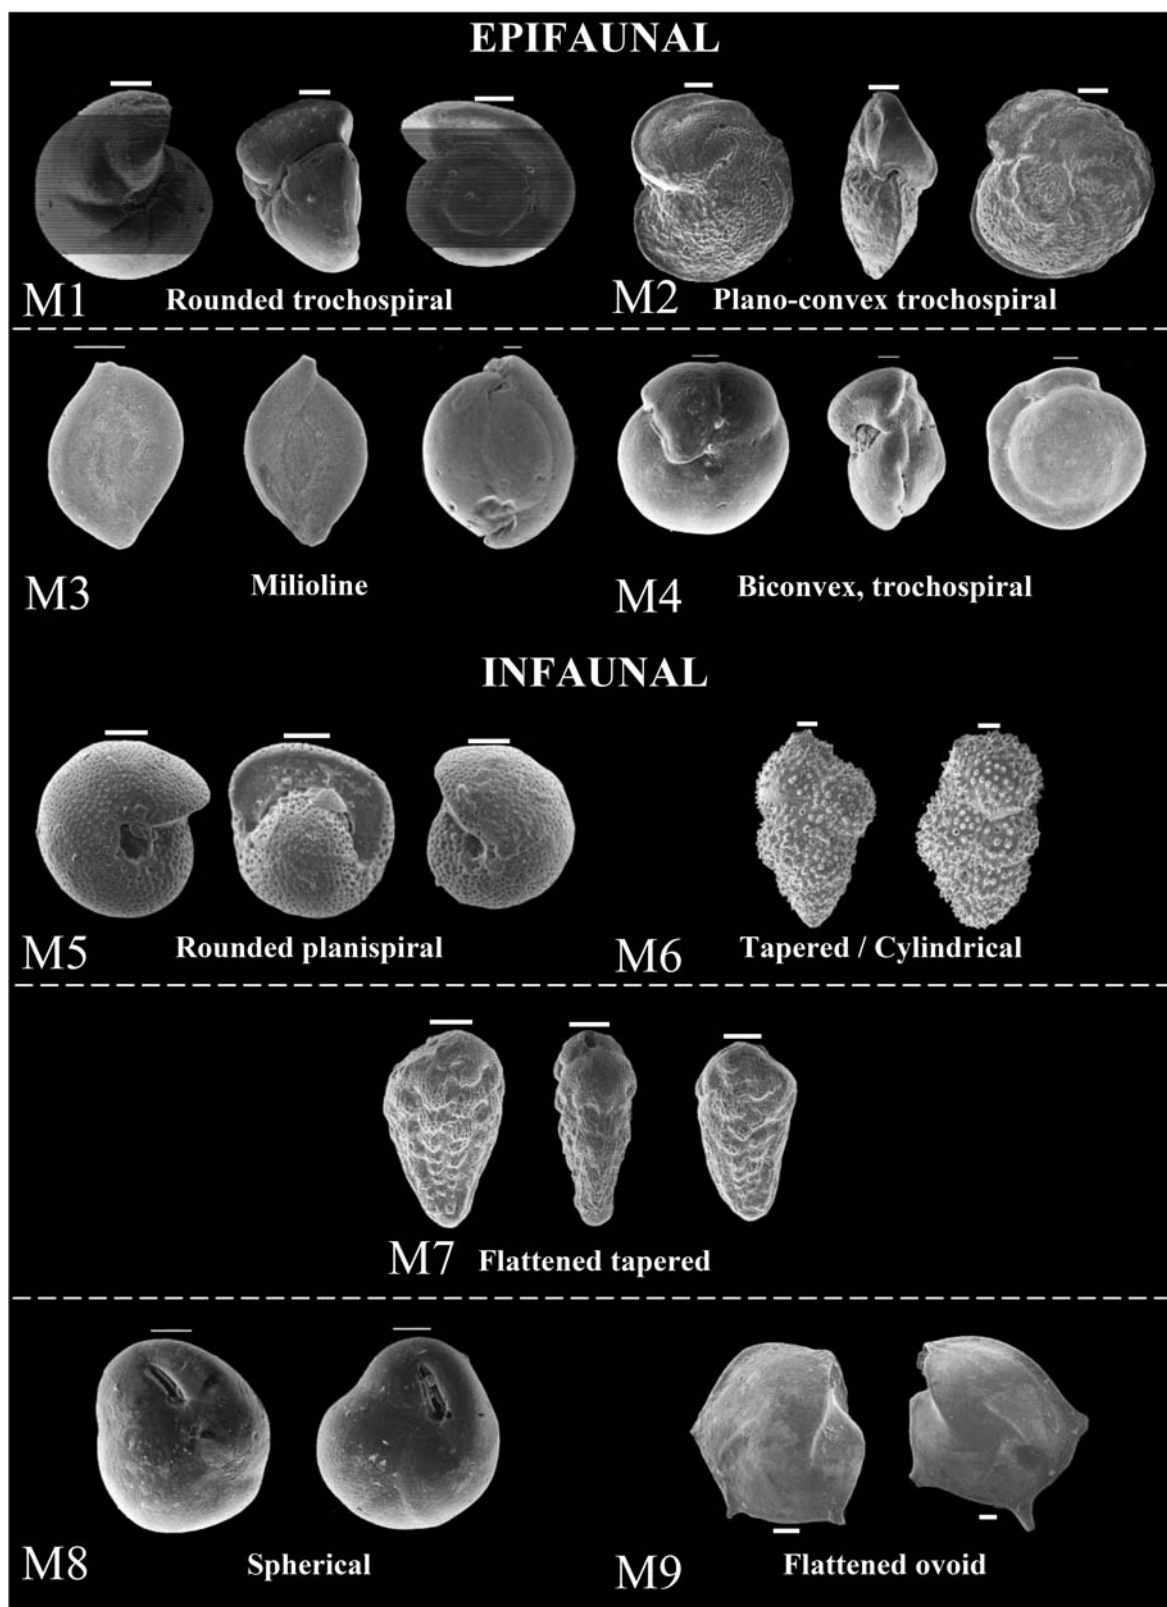 EPIFAUNAL
M1 Rounded trochospiral
M2 Plano-convex trochospiral
M3 Milioline
M4 Biconvex, trochospiral
INFAUNAL
M5 Rounded planispiral
M6 Tapered / Cylindrical
M7 Flattened tapered
M8 Spherical
M9 Flattened ovoid